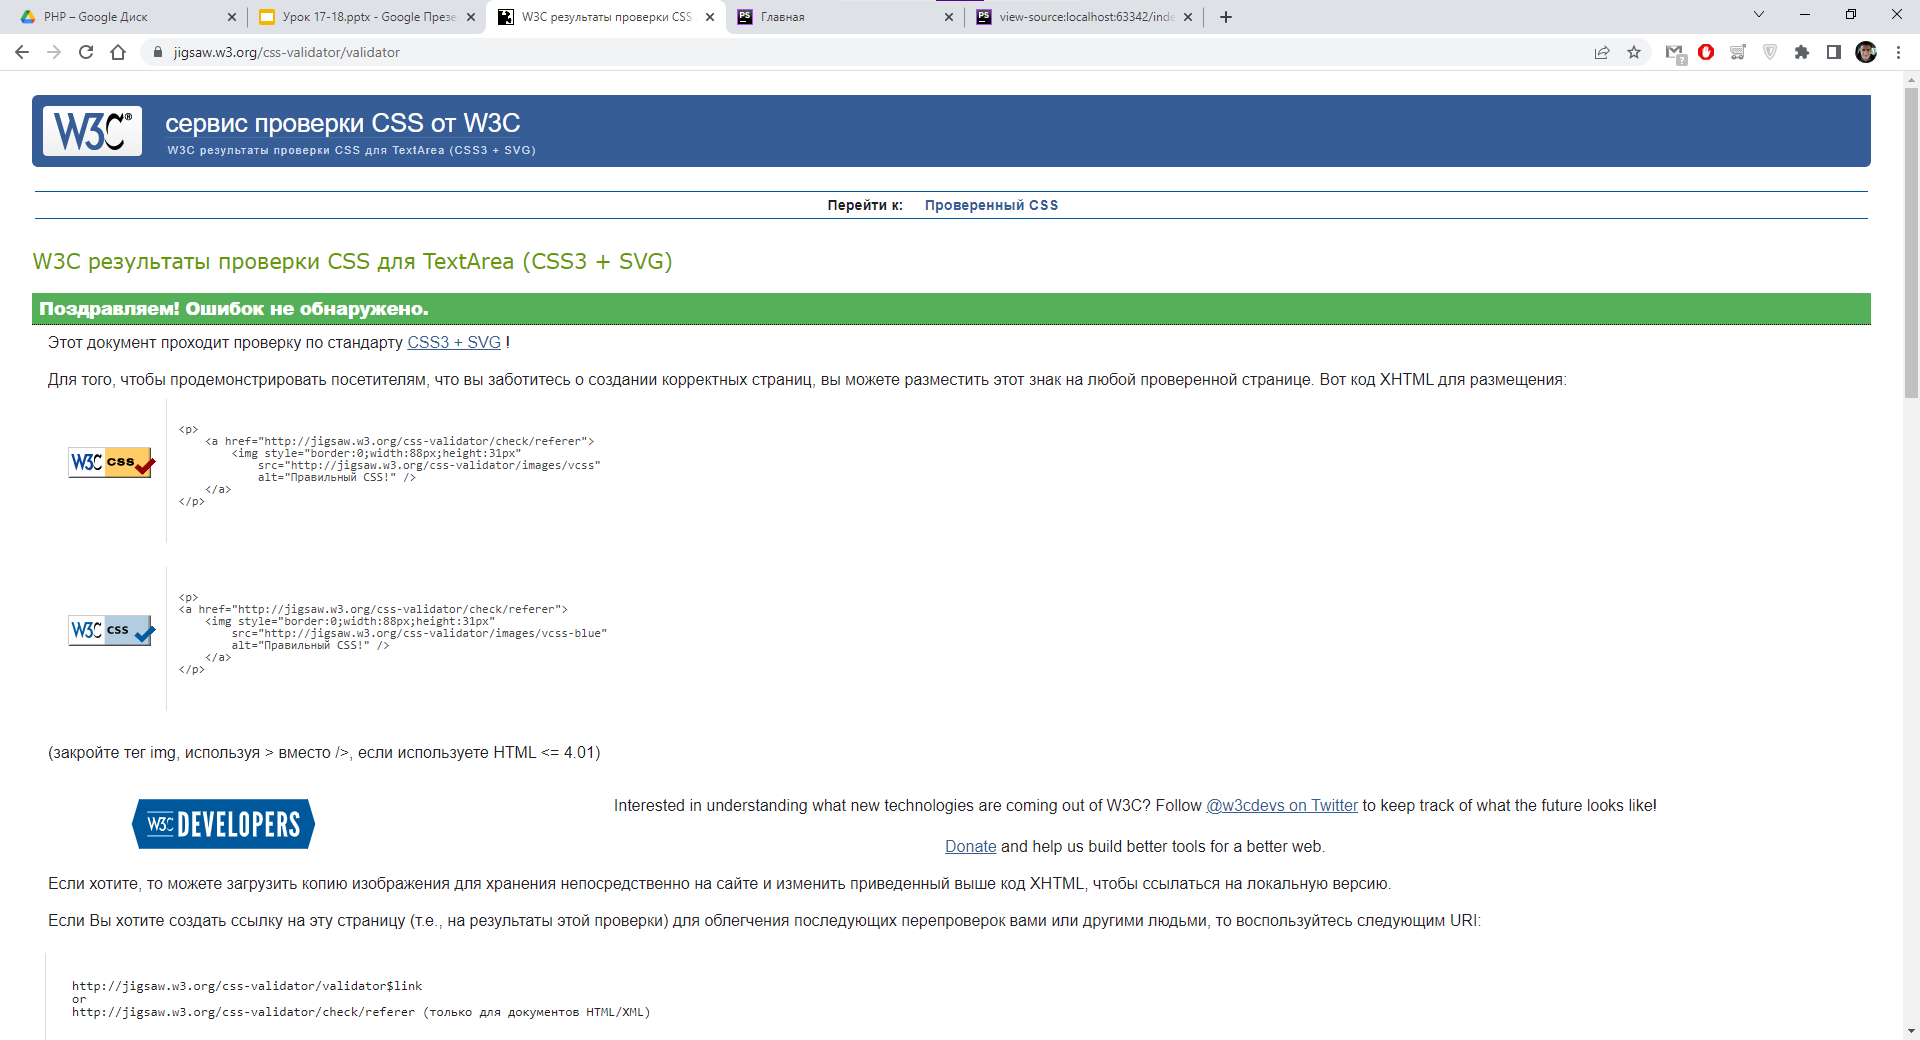 PHP – Google Диск
Урок 17-18.pptx - Google Презе
W3C результаты проверки CSS
PS Главная
PS view-source:localhost:63342/inde
jigsaw.w3.org/css-validator/validator
W3C®
сервис проверки CSS от W3C
W3C результаты проверки CSS для TextArea (CSS3 + SVG)
Перейти к: Проверенный CSS
W3C результаты проверки CSS для TextArea (CSS3 + SVG)
Поздравляем! Ошибок не обнаружено.
Этот документ проходит проверку по стандарту CSS3 + SVG !
Для того, чтобы продемонстрировать посетителям, что вы заботитесь о создании корректных страниц, вы можете разместить этот знак на любой проверенной странице. Вот код XHTML для размещения:
W3C css
<p>
<a href="http://jigsaw.w3.org/css-validator/check/referer">
<img style="border:0;width:88px;height:31px"
src="http://jigsaw.w3.org/css-validator/images/vcss"
alt="Правильный CSS!" />
</a>
</p>
W3C css
<p>
<a href="http://jigsaw.w3.org/css-validator/check/referer">
<img style="border:0;width:88px;height:31px"
src="http://jigsaw.w3.org/css-validator/images/vcss-blue"
alt="Правильный CSS!" />
</a>
</p>
(закройте тег img, используя > вместо />, если используете HTML <= 4.01)
W3C DEVELOPERS
Interested in understanding what new technologies are coming out of W3C? Follow @w3cdevs on Twitter to keep track of what the future looks like!
Donate and help us build better tools for a better web.
Если хотите, то можете загрузить копию изображения для хранения непосредственно на сайте и изменить приведенный выше код XHTML, чтобы ссылаться на локальную версию.
Если Вы хотите создать ссылку на эту страницу (т.е., на результаты этой проверки) для облегчения последующих перепроверок вами или другими людьми, то воспользуйтесь следующим URI:
http://jigsaw.w3.org/css-validator/validator$link
or
http://jigsaw.w3.org/css-validator/check/referer (только для документов HTML/XML)